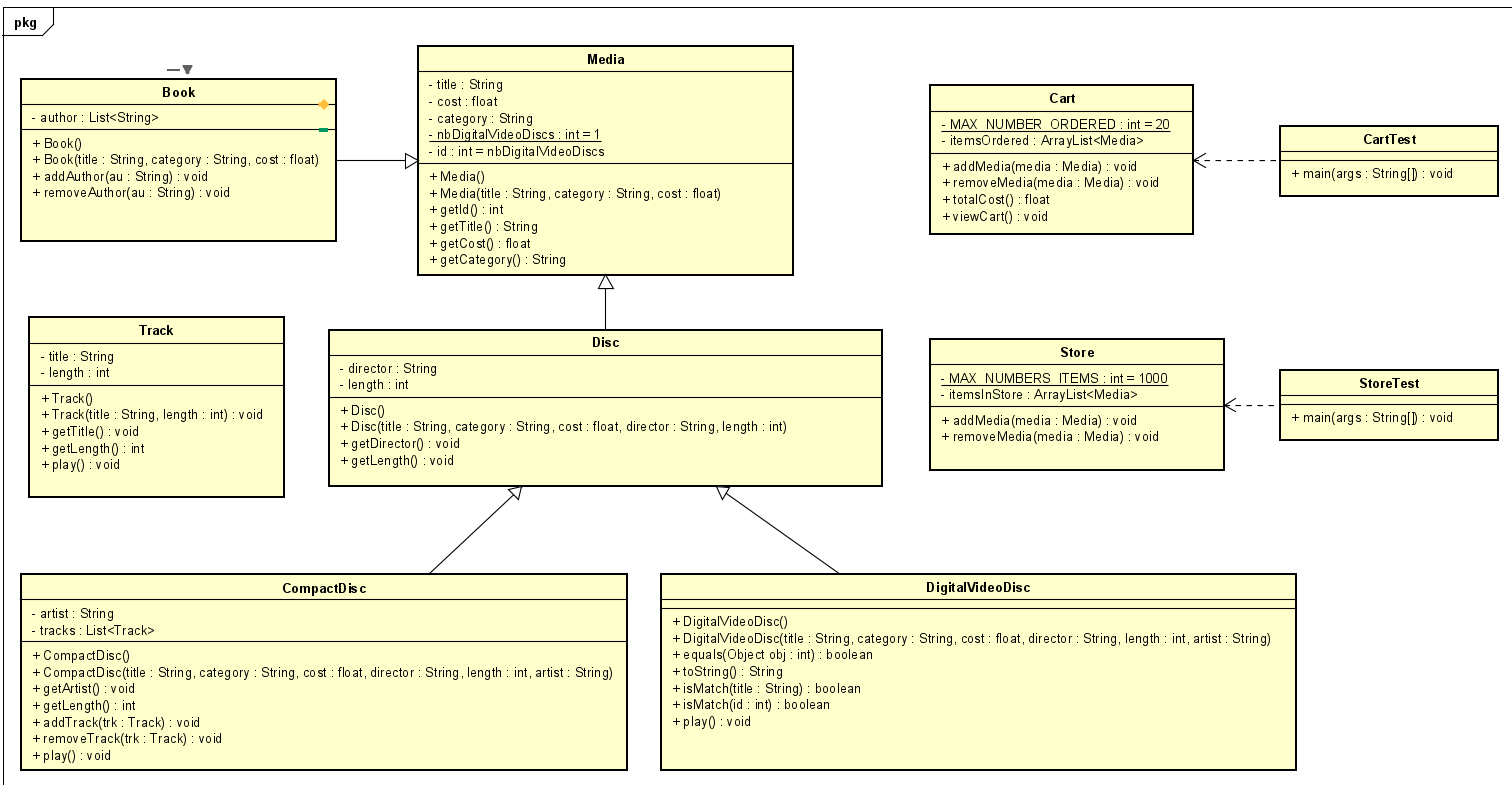 pkg
Book
- author : List<String>
+ Book()
+ Book(title : String, category : String, cost : float)
+ addAuthor(au : String) : void
+ removeAuthor(au : String) : void
Media
- title : String
- cost : float
- category : String
- nbDigitalVideoDiscs : int = 1
- id : int = nbDigitalVideoDiscs
+ Media()
+ Media(title : String, category : String, cost : float)
+ getId() : int
+ getTitle() : String
+ getCost() : float
+ getCategory() : String
Cart
- MAX_NUMBER_ORDERED : int = 20
- itemsOrdered : ArrayList<Media>
+ addMedia(media : Media) : void
+ removeMedia(media : Media) : void
+ totalCost() : float
+ viewCart() : void
CartTest
+ main(args : String[]) : void
Track
- title : String
- length : int
+ Track()
+ Track(title : String, length : int) : void
+ getTitle() : void
+ getLength() : int
+ play() : void
Disc
- director : String
- length : int
+ Disc()
+ Disc(title : String, category : String, cost : float, director : String, length : int)
+ getDirector() : void
+ getLength() : void
Store
- MAX_NUMBERS_ITEMS : int = 1000
- itemsInStore : ArrayList<Media>
+ addMedia(media : Media) : void
+ removeMedia(media : Media) : void
StoreTest
+ main(args : String[]) : void
CompactDisc
- artist : String
- tracks : List<Track>
+ CompactDisc()
+ CompactDisc(title : String, category : String, cost : float, director : String, length : int, artist : String)
+ getArtist() : void
+ getLength() : int
+ addTrack(trk : Track) : void
+ removeTrack(trk : Track) : void
+ play() : void
DigitalVideoDisc
+ DigitalVideoDisc()
+ DigitalVideoDisc(title : String, category : String, cost : float, director : String, length : int, artist : String)
+ equals(Object obj : int) : boolean
+ toString() : String
+ isMatch(title : String) : boolean
+ isMatch(id : int) : boolean
+ play() : void